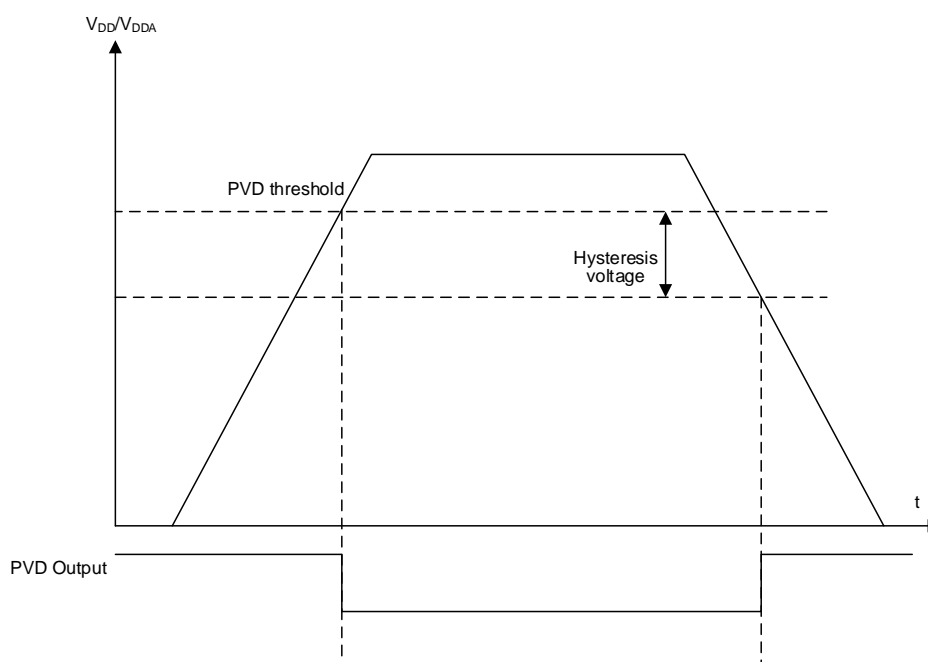 VDD/VDDA
PVD threshold
Hysteresis
voltage
t
PVD Output